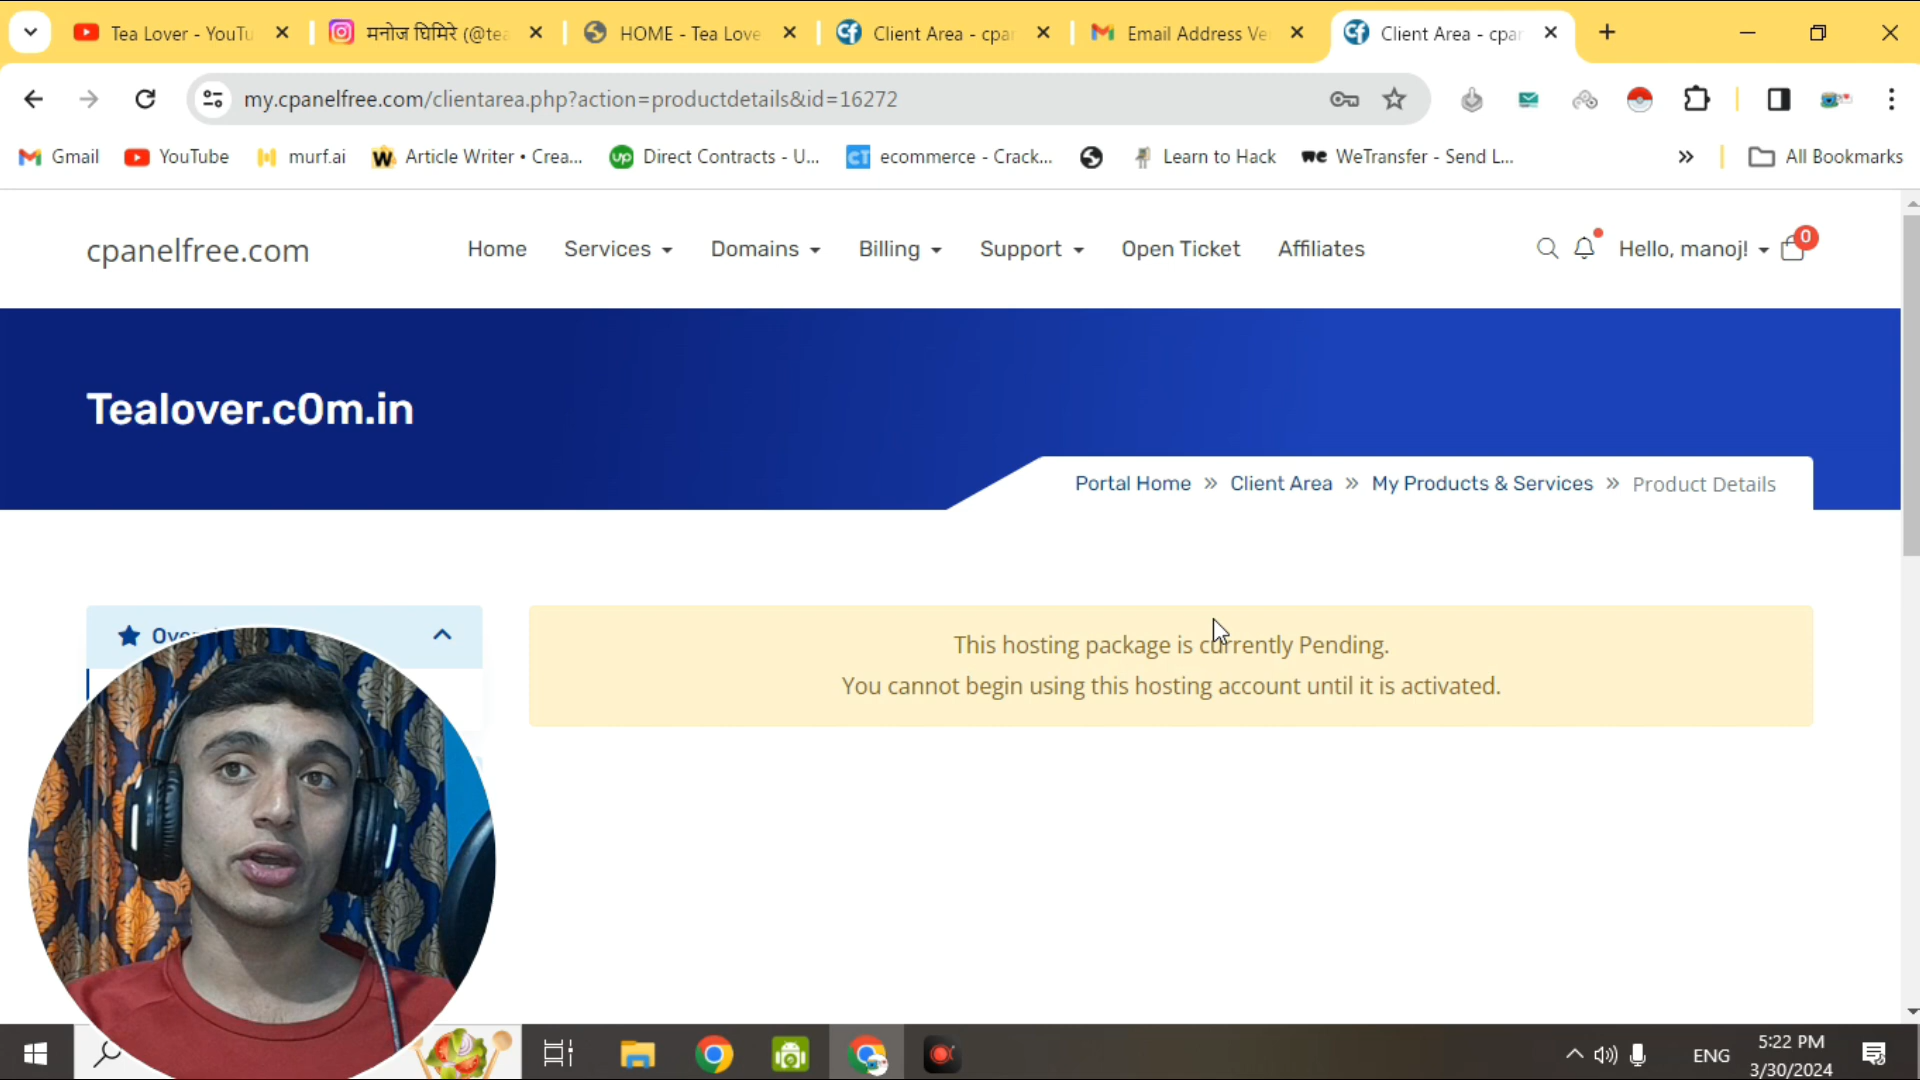 Tea Lover - YouTu
मनोज घिमिरे (@tea
HOME - Tea Love
Client Area - cpan
Email Address Ve
Client Area - cpan
my.cpanelfree.com/clientarea.php?action=productdetails&id=16272
Gmail
YouTube
murf.ai
Article Writer • Crea...
Direct Contracts - U...
ecommerce - Crack...
Learn to Hack
WeTransfer - Send L...
All Bookmarks
cpanelfree.com
Home
Services
Domains
Billing
Support
Open Ticket
Affiliates
Hello, manoj!
0
Tealover.c0m.in
Portal Home » Client Area » My Products & Services » Product Details
This hosting package is currently Pending.
You cannot begin using this hosting account until it is activated.
ENG
5:22 PM
3/30/2024